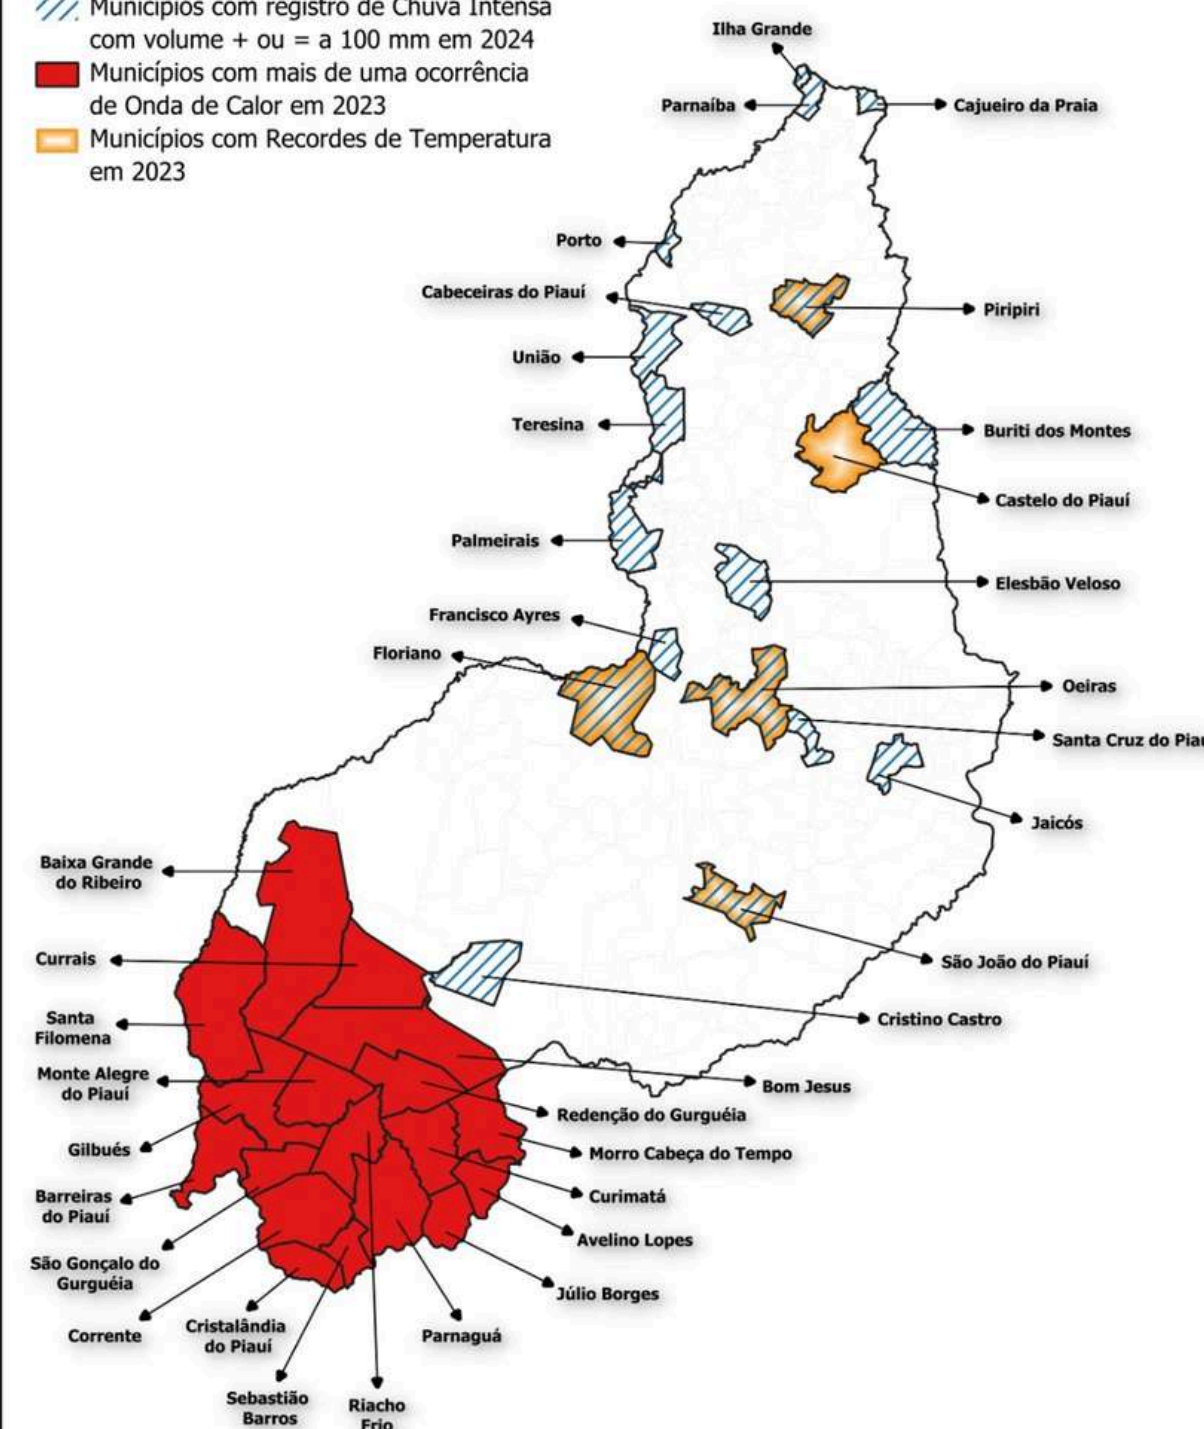 Municípios com registro de Chuva Intensa
com volume + ou = a 100 mm em 2024
Municípios com mais de uma ocorrência
de Onda de Calor em 2023
Municípios com Recordes de Temperatura
em 2023
Ilha Grande
Parnaíba
Cajueiro da Praia
Porto
Cabeceiras do Piauí
Piripiri
União
Teresina
Buriti dos Montes
Castelo do Piauí
Palmeirais
Elesbão Veloso
Francisco Ayres
Floriano
Oeiras
Santa Cruz do Piau
Jaicós
Baixa Grande
do Ribeiro
Currais
São João do Piauí
Santa
Filomena
Cristino Castro
Monte Alegre
do Piauí
Bom Jesus
Redenção do Gurguéia
Gilbués
Morro Cabeça do Tempo
Barreiras
do Piauí
Curimatá
Avelino Lopes
São Gonçalo do
Gurguéia
Júlio Borges
Corrente
Cristalândia
do Piauí
Parnaguá
Sebastião
Barros
Riacho
Frio